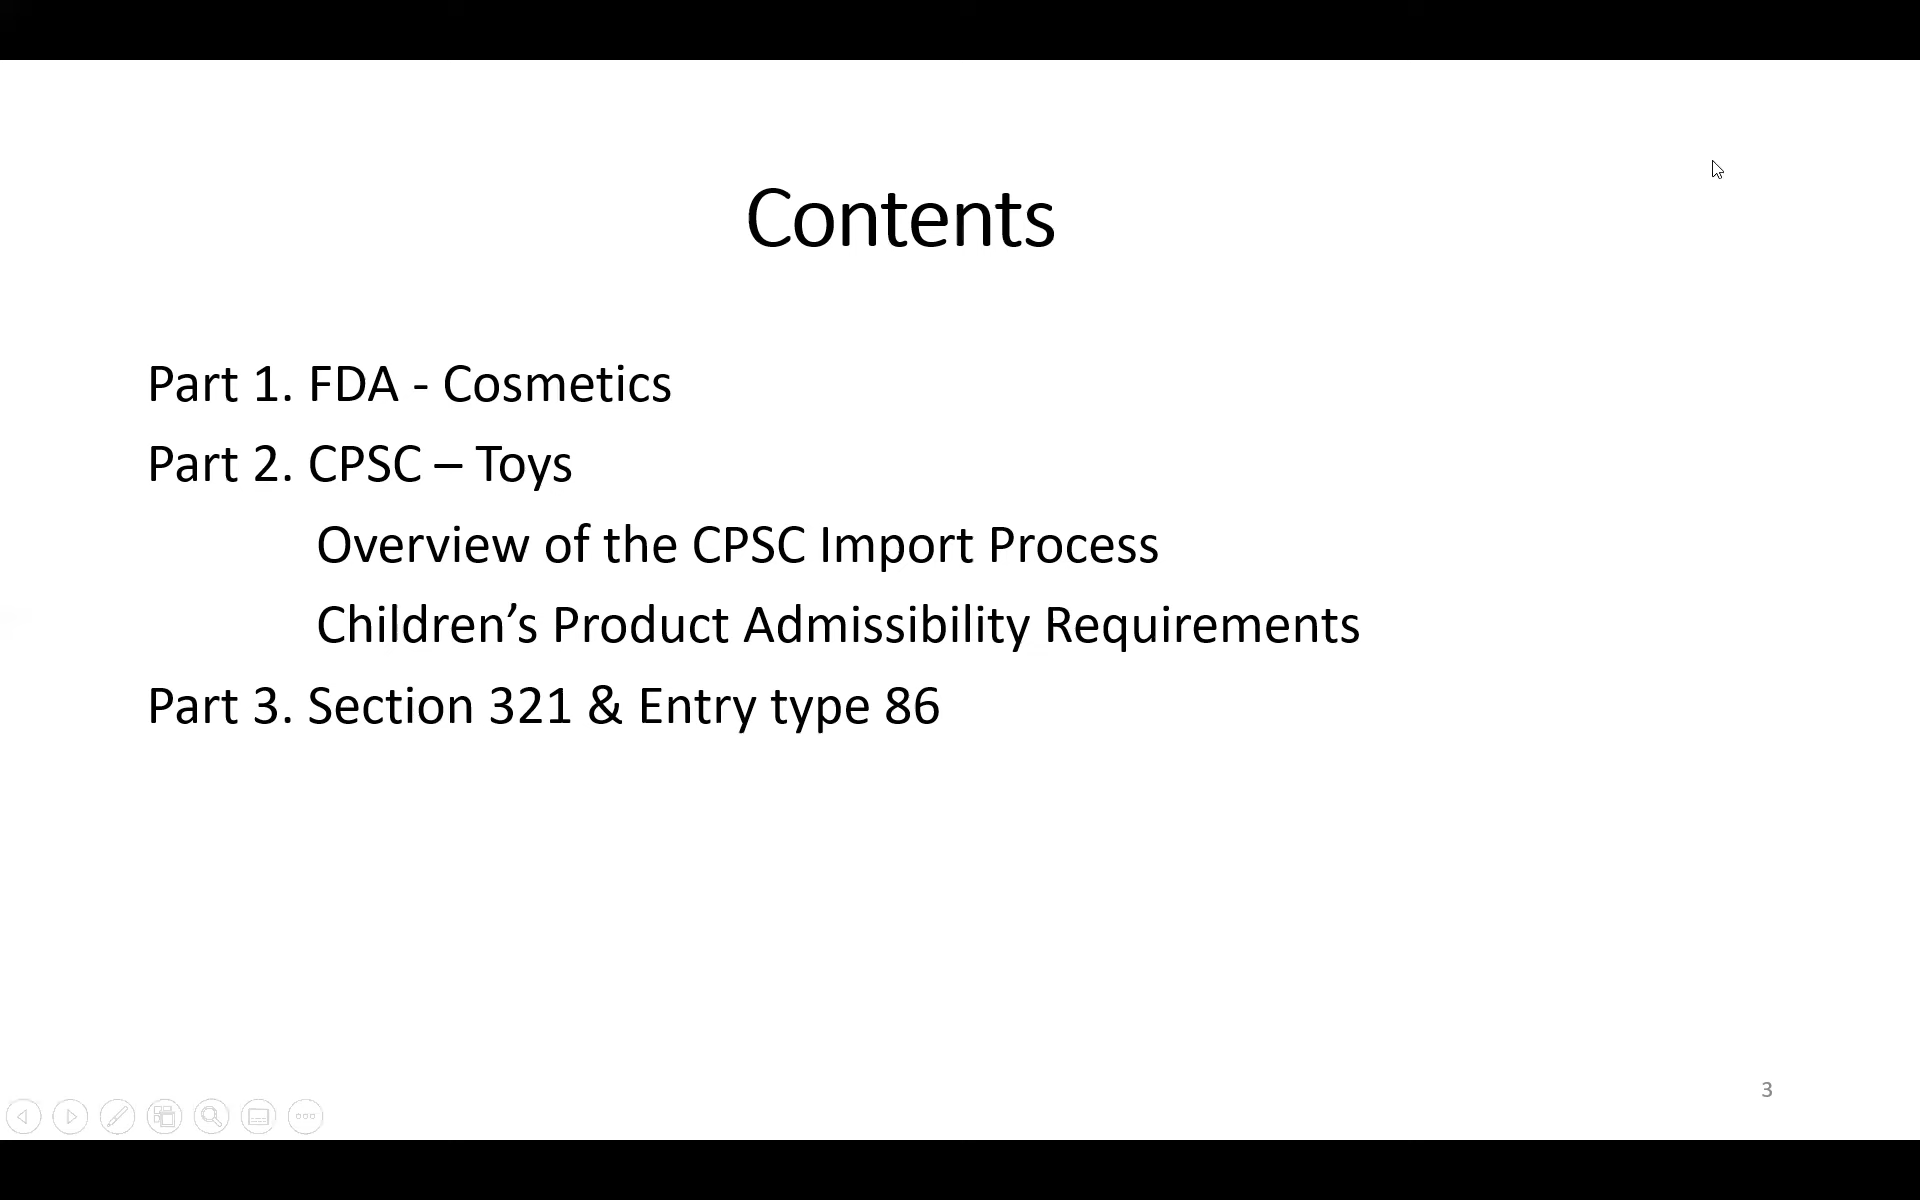 Contents
Part 1. FDA - Cosmetics
Part 2. CPSC – Toys
Overview of the CPSC Import Process
Children’s Product Admissibility Requirements
Part 3. Section 321 & Entry type 86
3